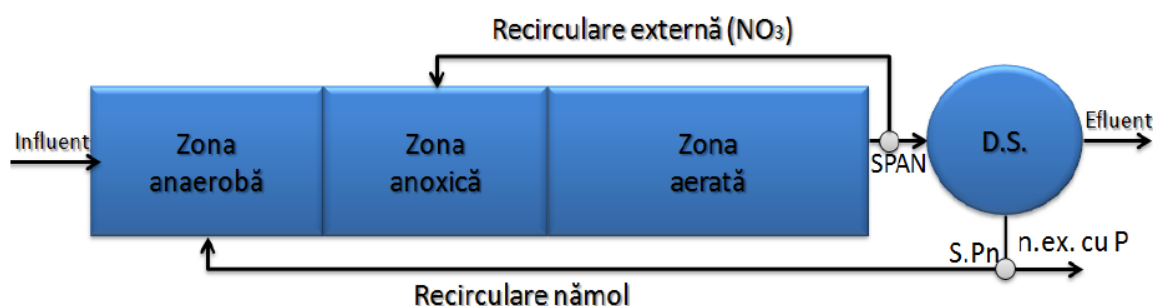 Recirculare externă (NO₃)
Influent
Zona
anaerobă
Zona
anoxică
Zona
aerată
SPAN
D.S.
Efluent
S.Pn
n.ex. cu P
Recirculare nămol